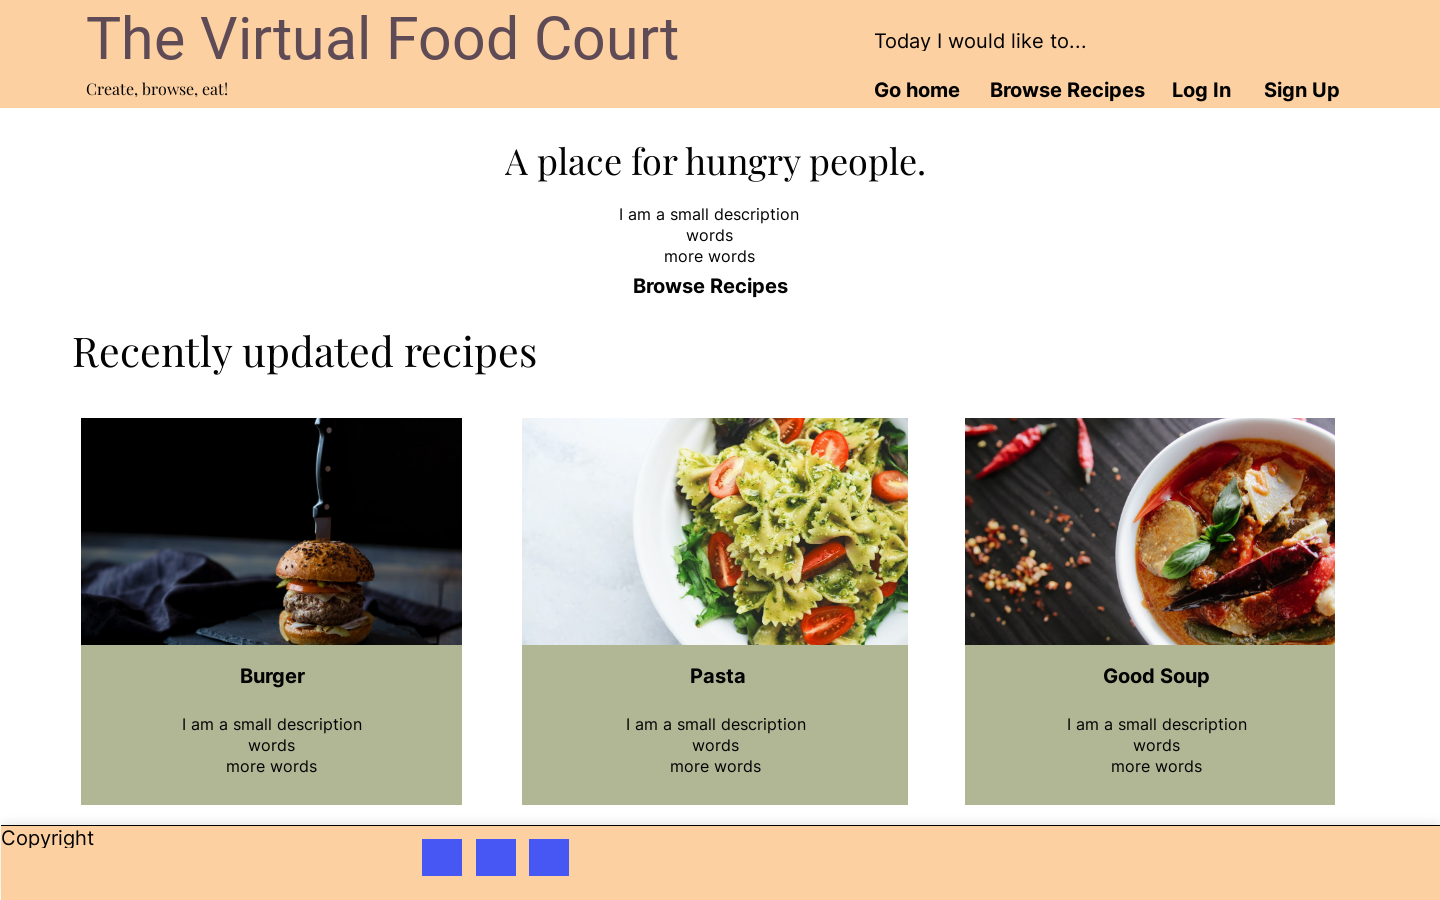 The Virtual Food Court
Create, browse, eat!
Today I would like to...
Go home Browse Recipes Log In Sign Up
A place for hungry people.
I am a small description
words
more words
Browse Recipes
Recently updated recipes
Burger
I am a small description
words
more words
Pasta
I am a small description
words
more words
Good Soup
I am a small description
words
more words
Copyright